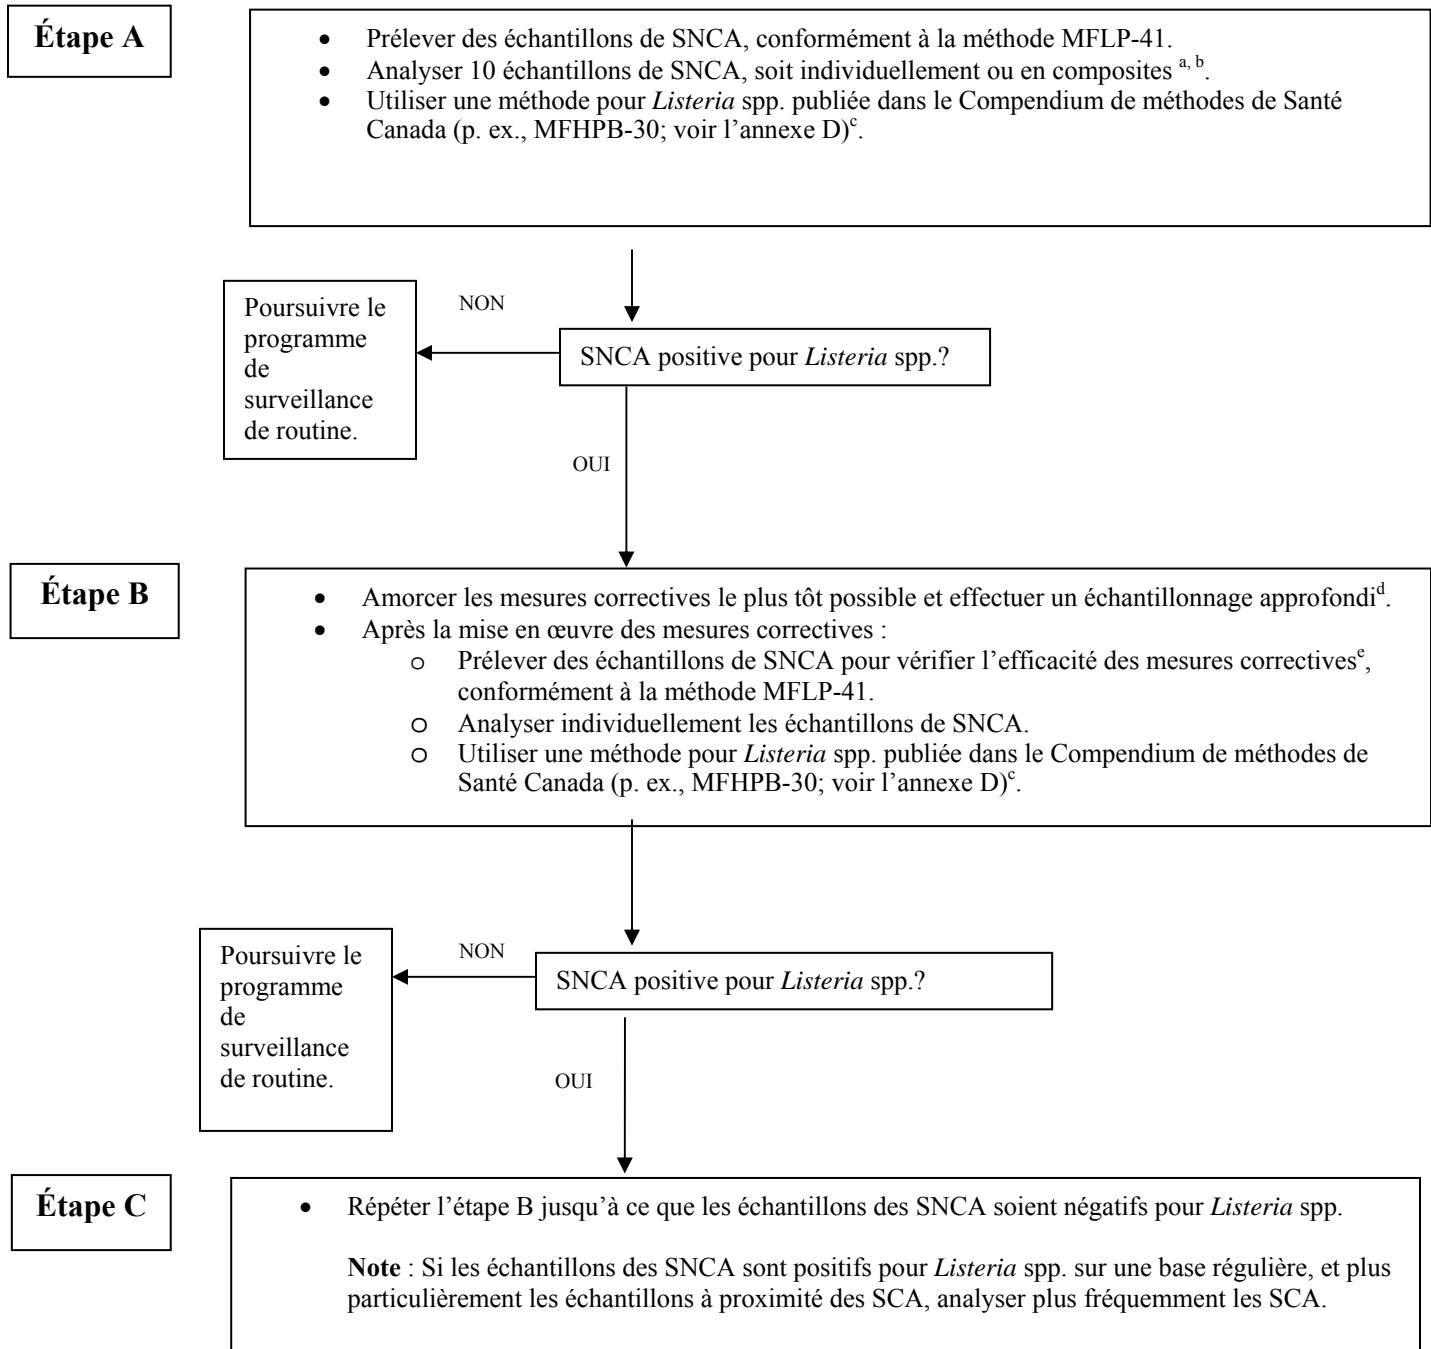 Étape A
• Prélever des échantillons de SNCA, conformément à la méthode MFLP-41.
• Analyser 10 échantillons de SNCA, soit individuellement ou en composites a, b.
• Utiliser une méthode pour Listeria spp. publiée dans le Compendium de méthodes de Santé
Canada (p. ex., MFHPB-30; voir l’annexe D)c.
NON
Poursuivre le
programme
de
surveillance
de routine.
SNCA positive pour Listeria spp.?
OUI
Étape B
• Amorcer les mesures correctives le plus tôt possible et effectuer un échantillonnage approfondid.
• Après la mise en œuvre des mesures correctives :
o Prélever des échantillons de SNCA pour vérifier l’efficacité des mesures correctivese,
conformément à la méthode MFLP-41.
o Analyser individuellement les échantillons de SNCA.
o Utiliser une méthode pour Listeria spp. publiée dans le Compendium de méthodes de
Santé Canada (p. ex., MFHPB-30; voir l’annexe D)c.
NON
Poursuivre le
programme
de
surveillance
de routine.
SNCA positive pour Listeria spp.?
OUI
Étape C
• Répéter l’étape B jusqu’à ce que les échantillons des SNCA soient négatifs pour Listeria spp.
Note : Si les échantillons des SNCA sont positifs pour Listeria spp. sur une base régulière, et plus
particulièrement les échantillons à proximité des SCA, analyser plus fréquemment les SCA.